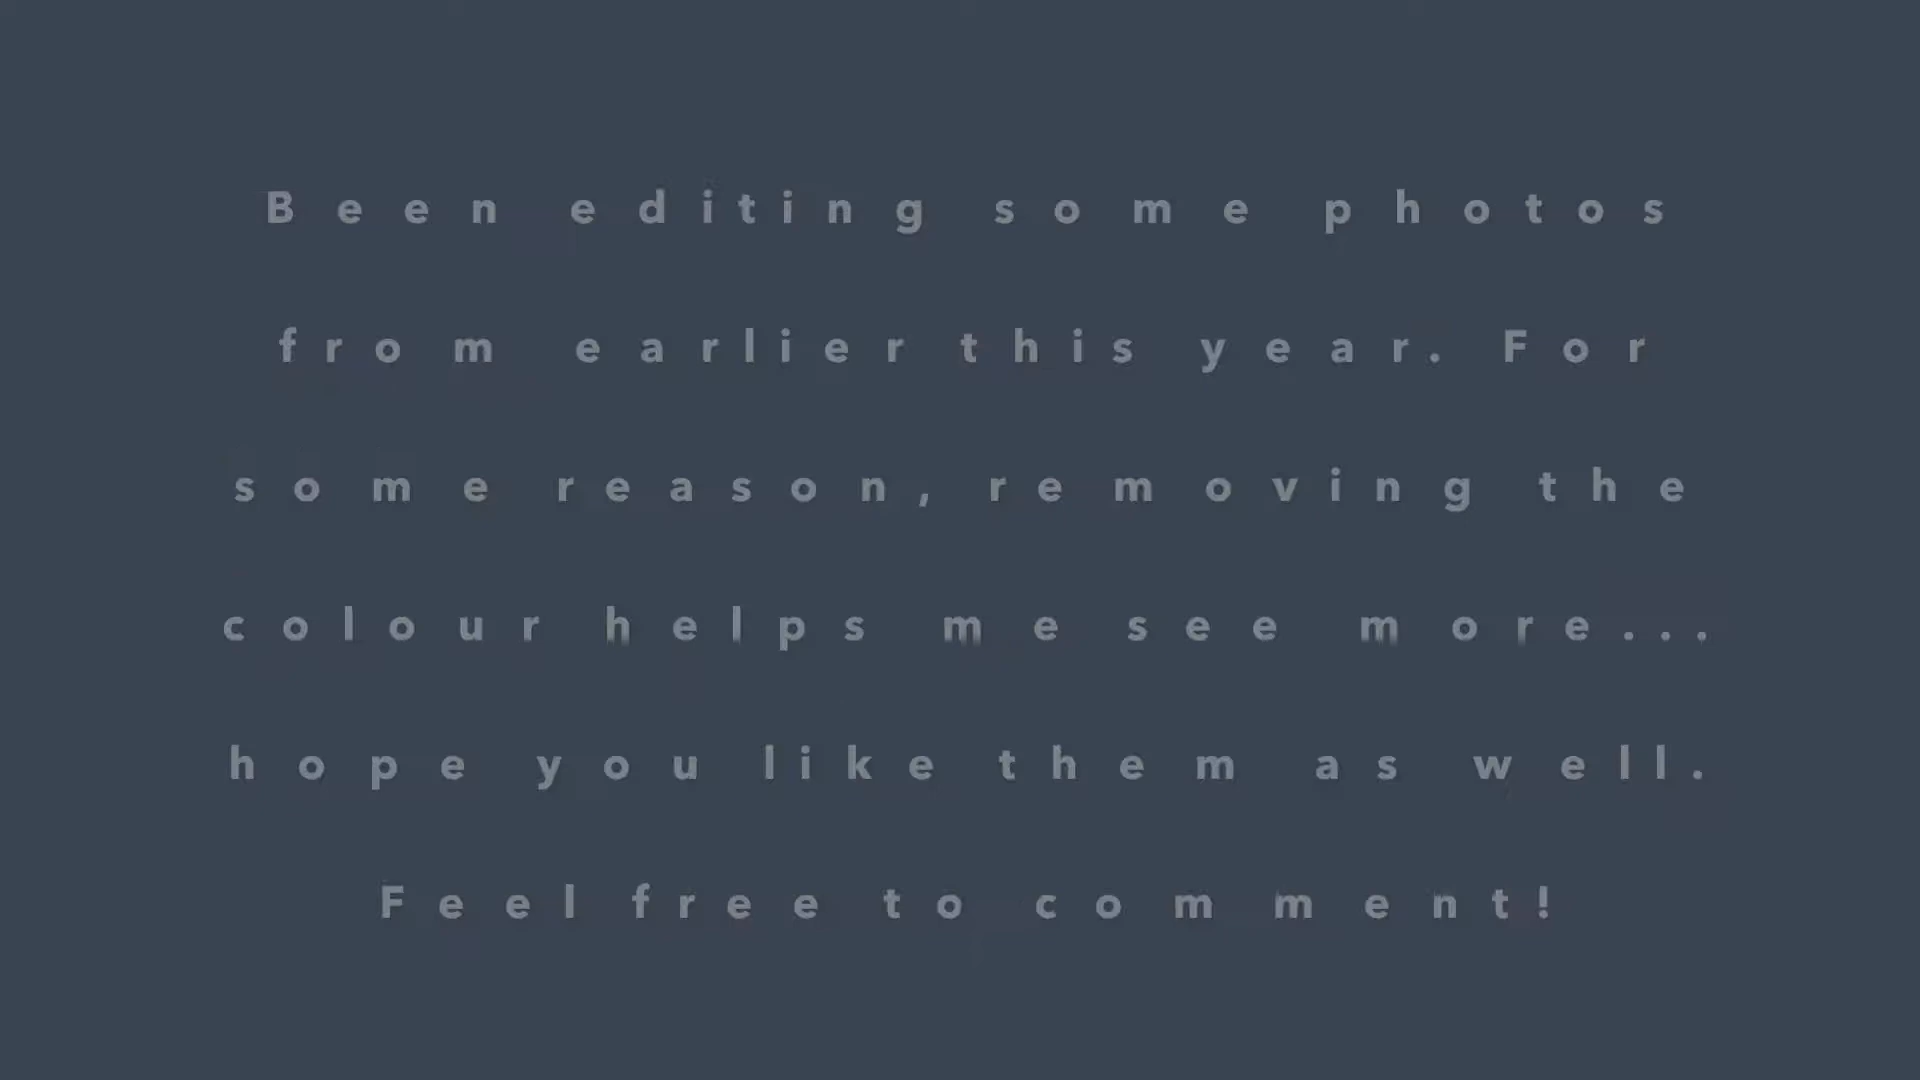 Been editing some photos
from earlier this year. For
some reason, removing the
colour helps me see more...
hope you like them as well.
Feel free to comment!